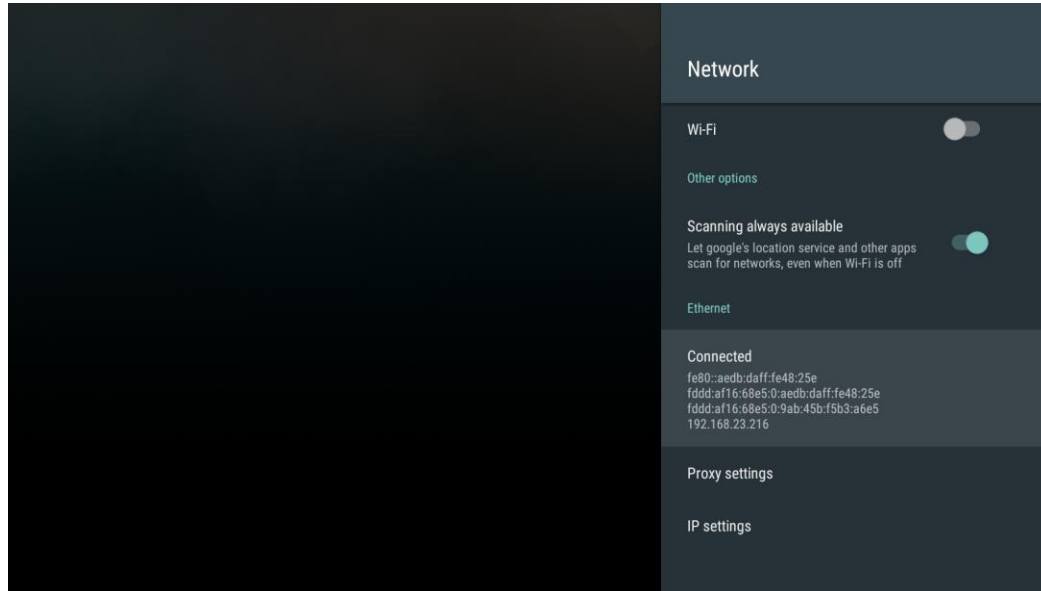 Network
Wi-Fi
Other options
Scanning always available
Let google's location service and other apps
scan for networks, even when Wi-Fi is off
Ethernet
Connected
fe80::aedb:daff:fe48:25e
fddd:af16:68e5:0:aedb:daff:fe48:25e
fddd:af16:68e5:0:9ab:45b:f5b3:a6e5
192.168.23.216
Proxy settings
IP settings